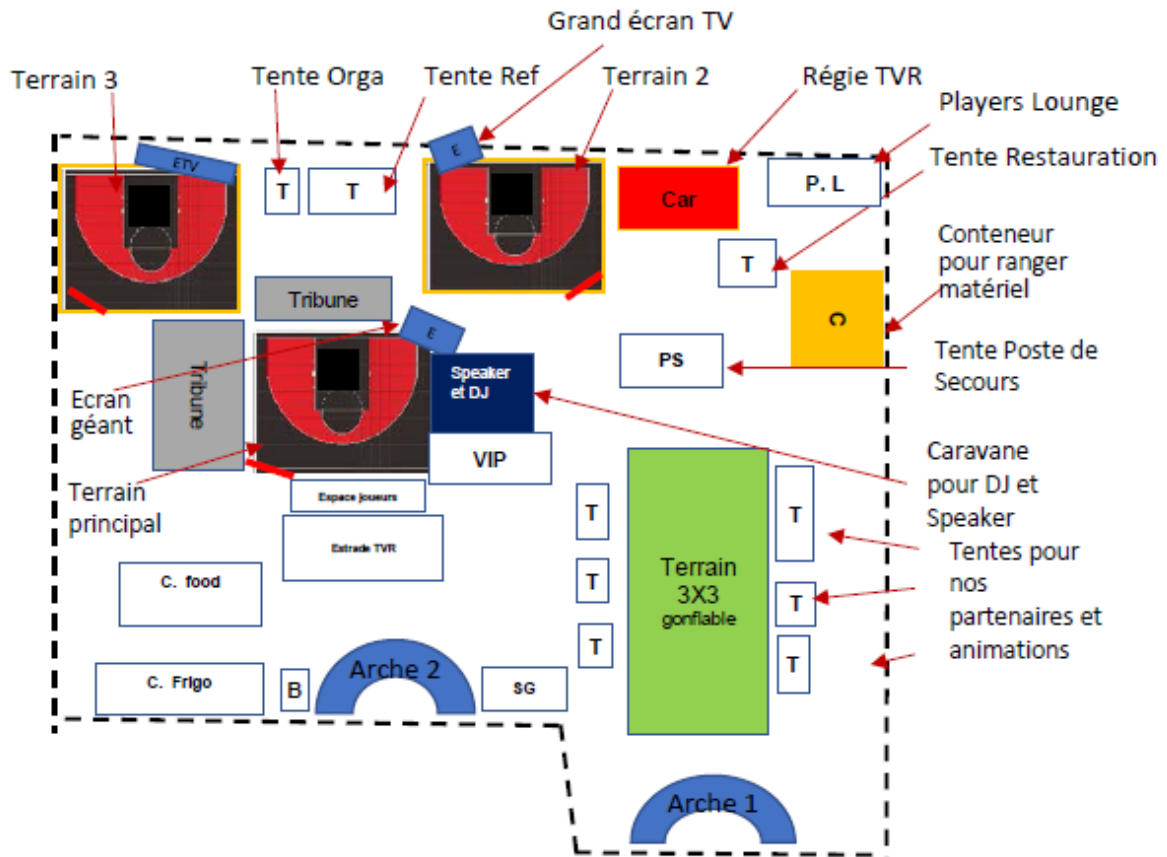 Grand écran TV
Terrain 3
Tente Orga
Tente Ref
Terrain 2
Régie TVR
Players Lounge
Tente Restauration
ETV
E
T
T
Car
P. L
T
Conteneur
pour ranger
matériel
C
Tribune
E
Tribune
Speaker
et DJ
PS
Tente Poste de
Secours
Ecran
géant
VIP
Terrain
principal
Espace joueurs
Extrade TVR
Caravane
pour DJ et
Speaker
T
T
Terrain
3X3
gonflable
Tentes pour
nos
partenaires et
animations
C. food
T
T
T
T
C. Frigo
B
Arche 2
SG
Arche 1